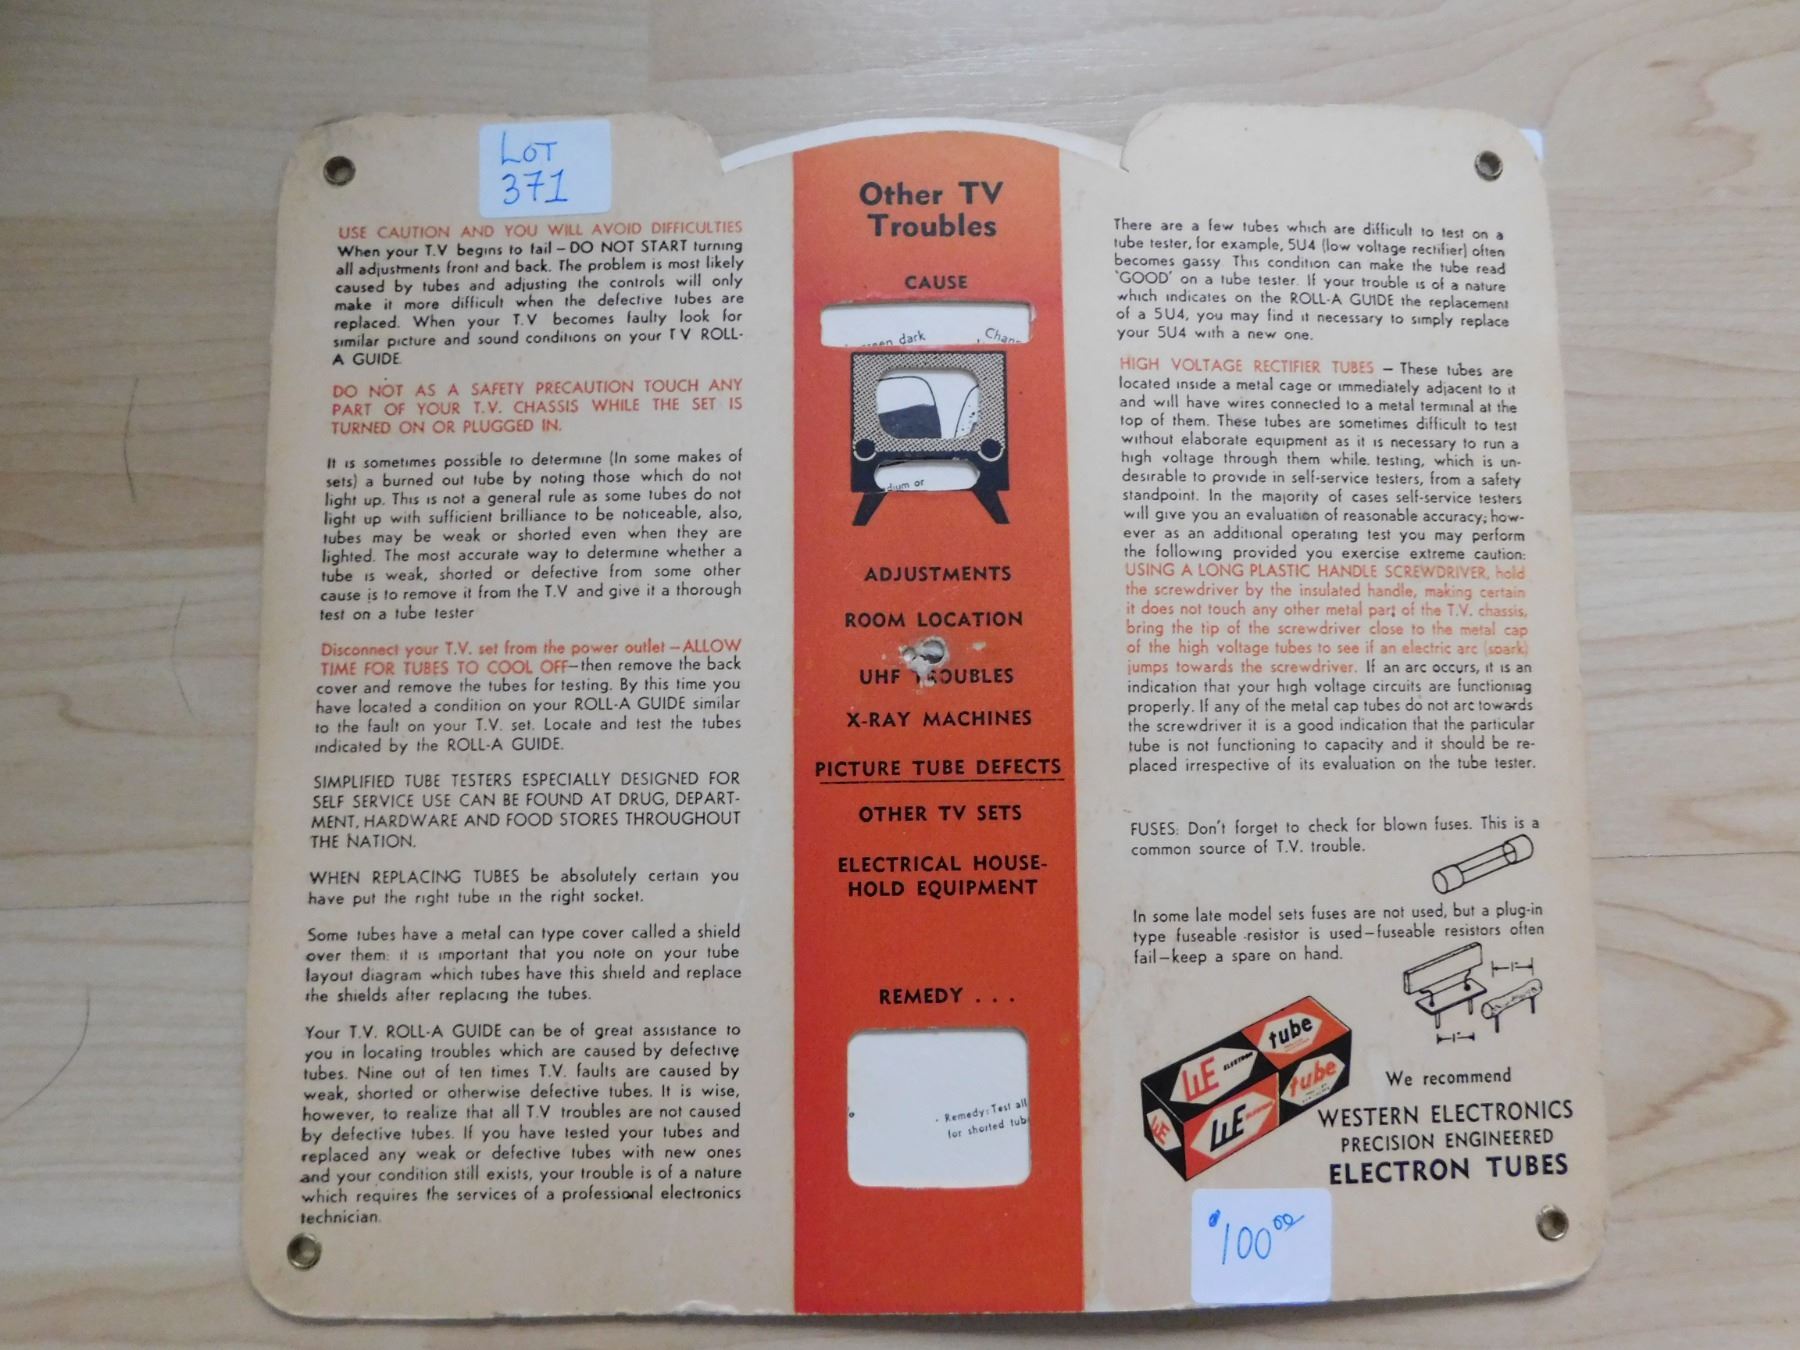 LOT
371
USE CAUTION AND YOU WILL AVOID DIFFICULTIES
When your T.V begins to fail – DO NOT START turning
all adjustments front and back. The problem is most likely
caused by tubes and adjusting the controls will only
make it more difficult when the defective tubes are
replaced. When your T.V becomes faulty look for
similar picture and sound conditions on your T V ROLL-
A GUIDE
DO NOT AS A SAFETY PRECAUTION TOUCH ANY
PART OF YOUR T.V. CHASSIS WHILE THE SET IS
TURNED ON OR PLUGGED IN.
It is sometimes possible to determine (In some makes of
sets) a burned out tube by noting those which do not
light up. This is not a general rule as some tubes do not
light up with sufficient brilliance to be noticeable, also,
tubes may be weak or shorted even when they are
lighted. The most accurate way to determine whether a
tube is weak, shorted or defective from some other
cause is to remove it from the T.V and give it a thorough
test on a tube tester
Disconnect your T.V. set from the power outlet – ALLOW
TIME FOR TUBES TO COOL OFF – then remove the back
cover and remove the tubes for testing. By this time you
have located a condition on your ROLL-A GUIDE similar
to the fault on your T.V. set. Locate and test the tubes
indicated by the ROLL-A GUIDE.
SIMPLIFIED TUBE TESTERS ESPECIALLY DESIGNED FOR
SELF SERVICE USE CAN BE FOUND AT DRUG, DEPART-
MENT, HARDWARE AND FOOD STORES THROUGHOUT
THE NATION.
WHEN REPLACING TUBES be absolutely certain you
have put the right tube in the right socket.
Some tubes have a metal can type cover called a shield
over them: it is important that you note on your tube
layout diagram which tubes have this shield and replace
the shields after replacing the tubes.
Your T.V. ROLL-A GUIDE can be of great assistance to
you in locating troubles which are caused by defective
tubes. Nine out of ten times T.V. faults are caused by
weak, shorted or otherwise defective tubes. It is wise,
however, to realize that all T.V troubles are not caused
by defective tubes. If you have tested your tubes and
replaced any weak or defective tubes with new ones
and your condition still exists, your trouble is of a nature
which requires the services of a professional electronics
technician.
Other TV
Troubles
CAUSE
dark
ADJUSTMENTS
ROOM LOCATION
UHF TROUBLES
X-RAY MACHINES
PICTURE TUBE DEFECTS
OTHER TV SETS
ELECTRICAL HOUSE-
HOLD EQUIPMENT
REMEDY . . .
Remedy: Test all
for shorted tub
There are a few tubes which are difficult to test on a
tube tester, for example, 5U4 (low voltage rectifier) often
becomes gassy This condition can make the tube read
'GOOD' on a tube tester. If your trouble is of a nature
which indicates on the ROLL-A GUIDE the replacement
of a 5U4, you may find it necessary to simply replace
your 5U4 with a new one.
HIGH VOLTAGE RECTIFIER TUBES – These tubes are
located inside a metal cage or immediately adjacent to it
and will have wires connected to a metal terminal at the
top of them. These tubes are sometimes difficult to test
without elaborate equipment as it is necessary to run a
high voltage through them while. testing, which is un-
desirable to provide in self-service testers, from a safety
standpoint. In the majority of cases self-service testers
will give you an evaluation of reasonable accuracy; how-
ever as an additional operating test you may perform
the following provided you exercise extreme caution:
USING A LONG PLASTIC HANDLE SCREWDRIVER, hold
the screwdriver by the insulated handle, making certain
it does not touch any other metal part of the T.V. chassis,
bring the tip of the screwdriver close to the metal cap
of the high voltage tubes to see if an electric arc (spark)
jumps towards the screwdriver. If an arc occurs, it is an
indication that your high voltage circuits are functioning
properly. If any of the metal cap tubes do not arc towards
the screwdriver it is a good indication that the particular
tube is not functioning to capacity and it should be re-
placed irrespective of its evaluation on the tube tester.
FUSES: Don't forget to check for blown fuses. This is a
common source of T.V. trouble.
In some late model sets fuses are not used, but a plug-in
type fuseable resistor is used – fuseable resistors often
fail – keep a spare on hand.
1"
1"
WE ELECTRON tube
WE tube
WE
We recommend
WESTERN ELECTRONICS
PRECISION ENGINEERED
ELECTRON TUBES
$100.00